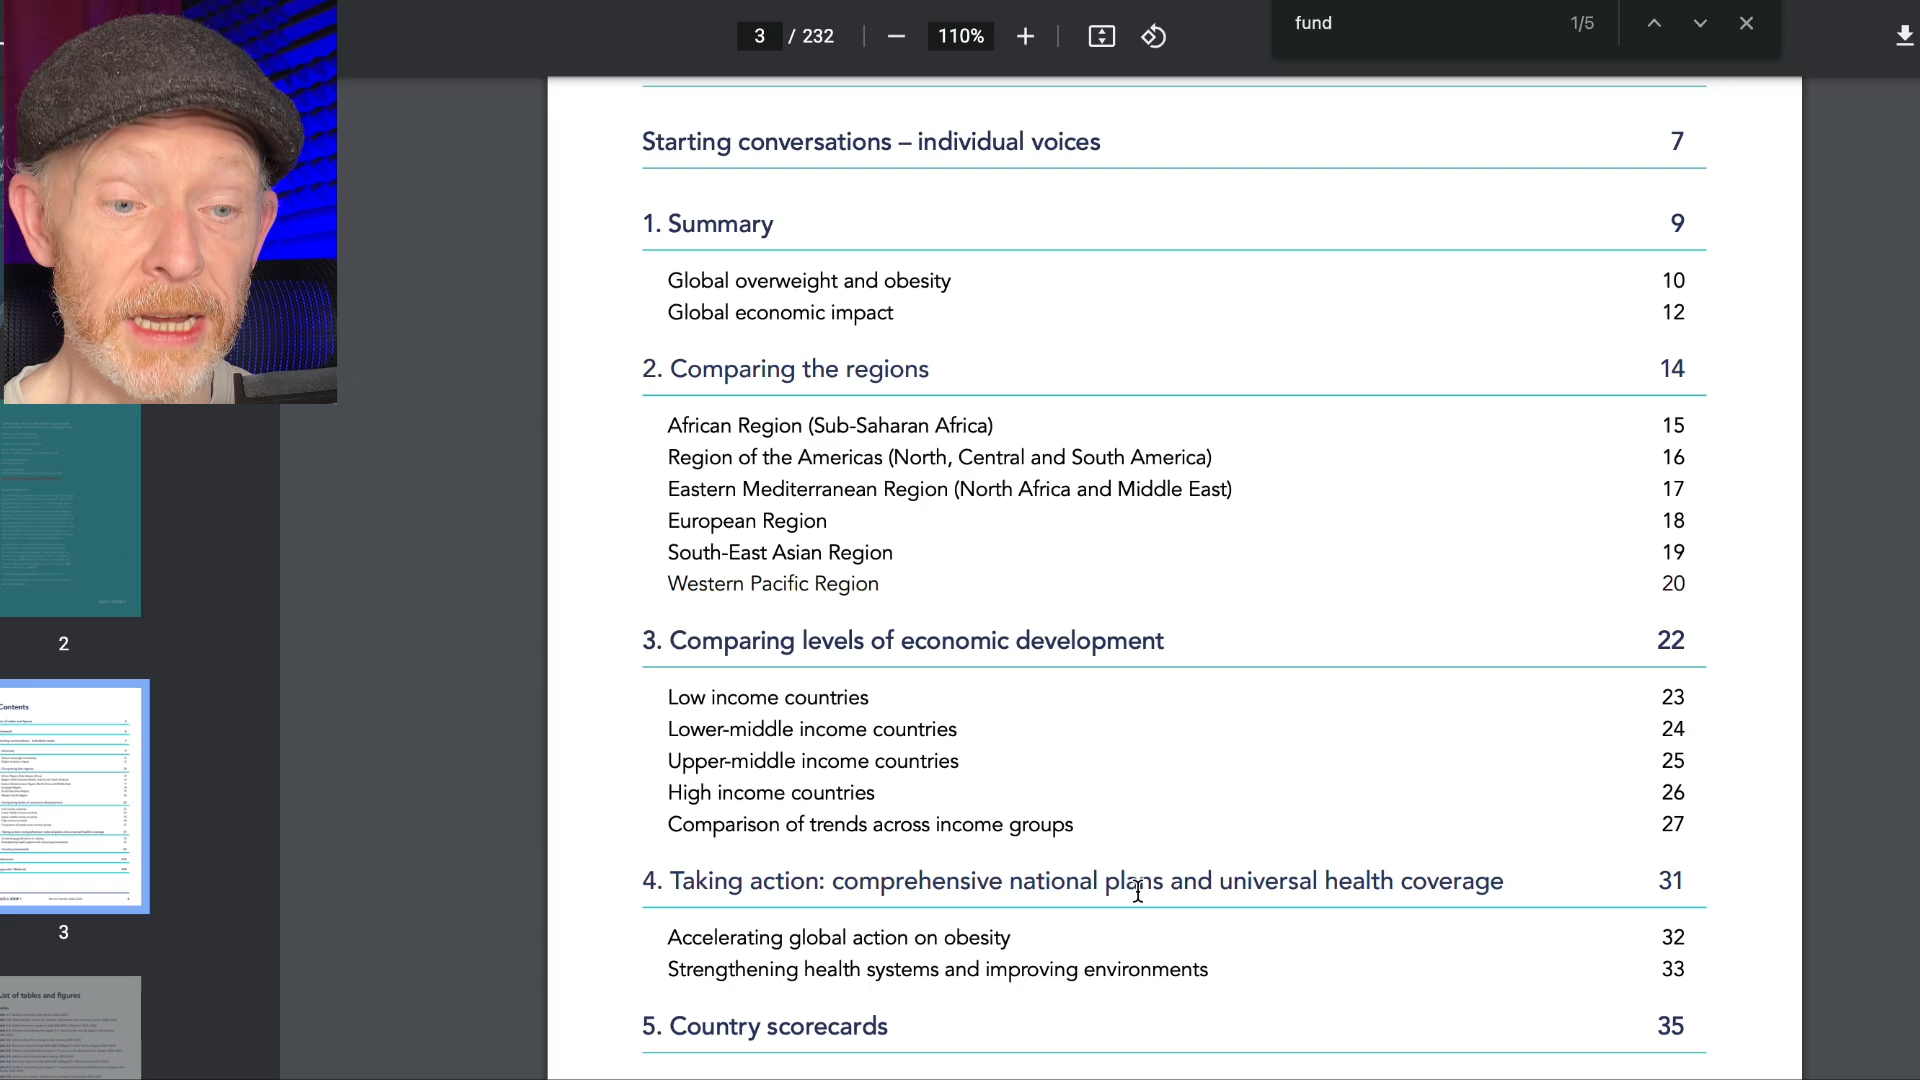 3 / 232
110%
fund
1/5
Starting conversations – individual voices 7
1. Summary 9
Global overweight and obesity 10
Global economic impact 12
2. Comparing the regions 14
African Region (Sub-Saharan Africa) 15
Region of the Americas (North, Central and South America) 16
Eastern Mediterranean Region (North Africa and Middle East) 17
European Region 18
South-East Asian Region 19
Western Pacific Region 20
3. Comparing levels of economic development 22
Low income countries 23
Lower-middle income countries 24
Upper-middle income countries 25
High income countries 26
Comparison of trends across income groups 27
4. Taking action: comprehensive national plans and universal health coverage 31
Accelerating global action on obesity 32
Strengthening health systems and improving environments 33
5. Country scorecards 35
2
Contents
3
List of tables and figures